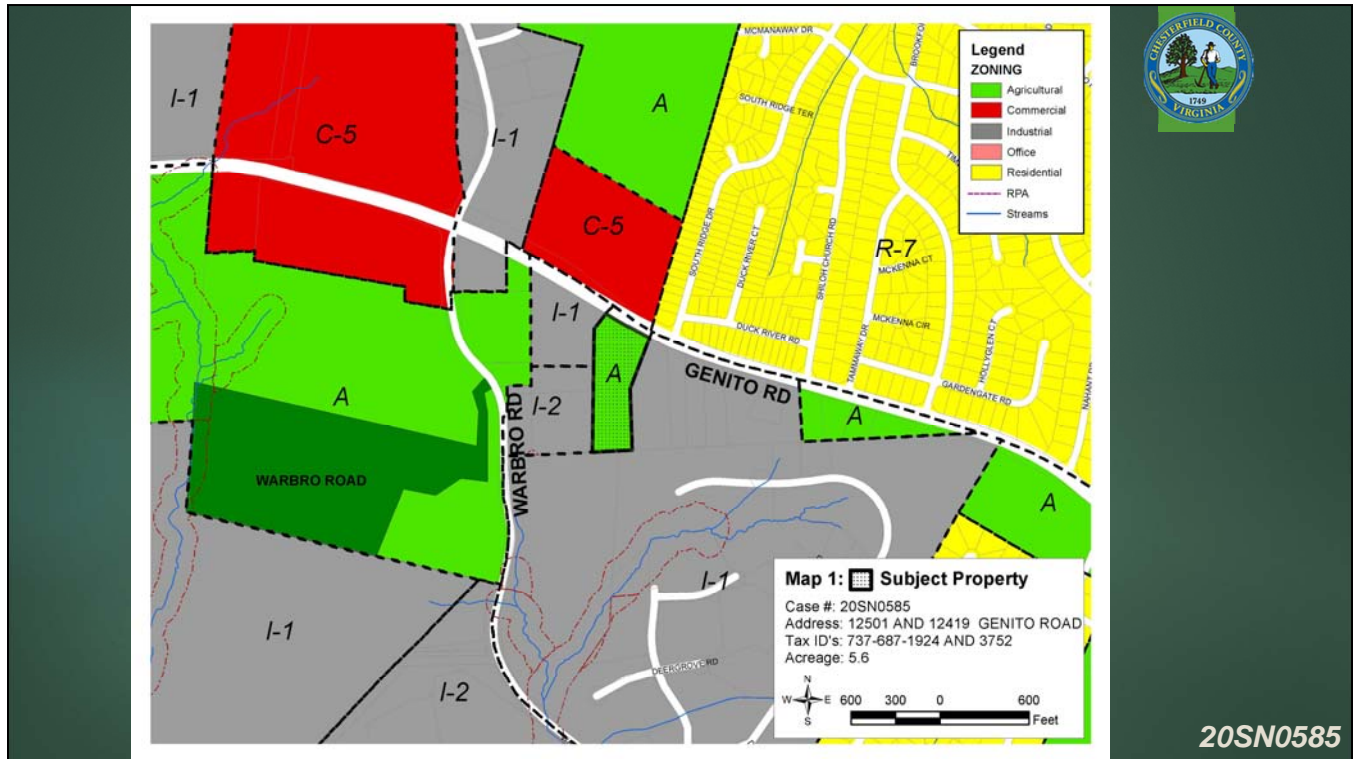 CHESTERFIELD COUNTY
VIRGINIA
1749
Legend
ZONING
Agricultural
Commercial
Industrial
Office
Residential
RPA
Streams
MCMANAWAY DR
I-1
C-5
I-1
A
SOUTH RIDGE TER
C-5
SOUTH RIDGE DR
DUCK RIVER CT
SHILOH CHURCH RD
R-7
MCKENNA CT
MCKENNA CIR
DUCK RIVER RD
TAMMAWAY DR
HOLLYGLEN CT
GARDENGATE RD
NAHANT DR
I-1
GENITO RD
A
A
I-2
WARBRO RD
A
WARBRO ROAD
A
I-1
I-1
I-2
DEERGROVE RD
Map 1: Subject Property
Case #: 20SN0585
Address: 12501 AND 12419 GENITO ROAD
Tax ID's: 737-687-1924 AND 3752
Acreage: 5.6
N
W E
S
600 300 0 600
Feet
20SN0585